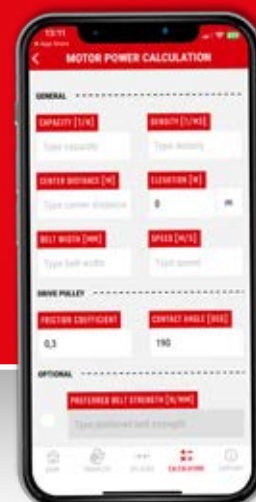 13:11
App Store
MOTOR POWER CALCULATION
GENERAL
CAPACITY [T/H] DENSITY [T/M3]
Type capacity Type density
CENTER DISTANCE [M] ELEVATION [M]
Type center distance 0 m
BELT WIDTH [MM] SPEED [M/S]
Type belt width Type speed
DRIVE PULLEY
FRICTION COEFFICIENT CONTACT ANGLE [DEG]
0,3 190
OPTIONAL
PREFERRED BELT STRENGTH [N/MM]
Type preferred belt strength
CALCULATION